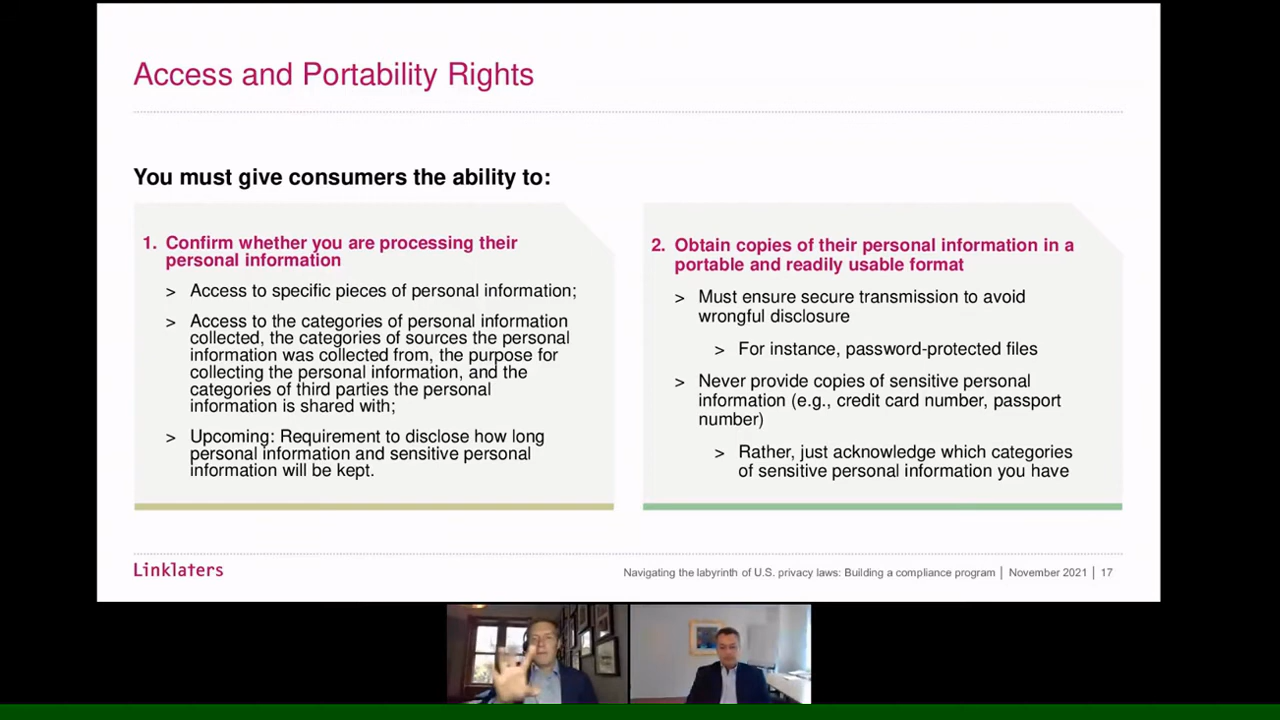 Access and Portability Rights
You must give consumers the ability to:
1. Confirm whether you are processing their
personal information
> Access to specific pieces of personal information;
> Access to the categories of personal information
collected, the categories of sources the personal
information was collected from, the purpose for
collecting the personal information, and the
categories of third parties the personal
information is shared with;
> Upcoming: Requirement to disclose how long
personal information and sensitive personal
information will be kept.
2. Obtain copies of their personal information in a
portable and readily usable format
> Must ensure secure transmission to avoid
wrongful disclosure
> For instance, password-protected files
> Never provide copies of sensitive personal
information (e.g., credit card number, passport
number)
> Rather, just acknowledge which categories
of sensitive personal information you have
Linklaters
Navigating the labyrinth of U.S. privacy laws: Building a compliance program | November 2021 | 17